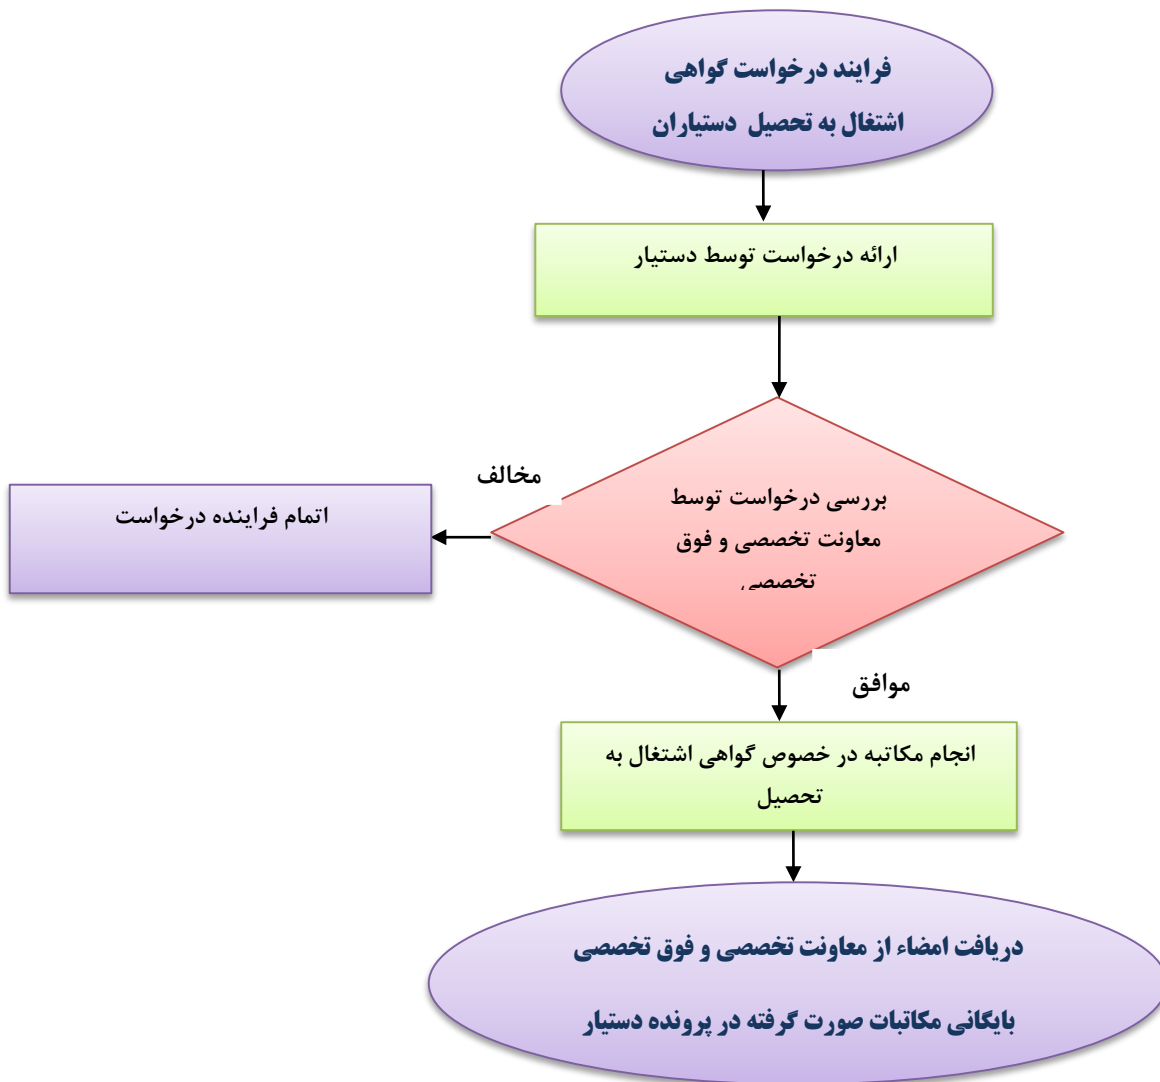 فرایند درخواست گواهی
اشتغال به تحصیل دستیاران
ارائه درخواست توسط دستیار
مخالف
بررسی درخواست توسط
معاونت تخصصی و فوق
تخصصی
اتمام فراینده درخواست
موافق
انجام مکاتبه در خصوص گواهی اشتغال به
تحصیل
دریافت امضاء از معاونت تخصصی و فوق تخصصی
بایگانی مکاتبات صورت گرفته در پرونده دستیار